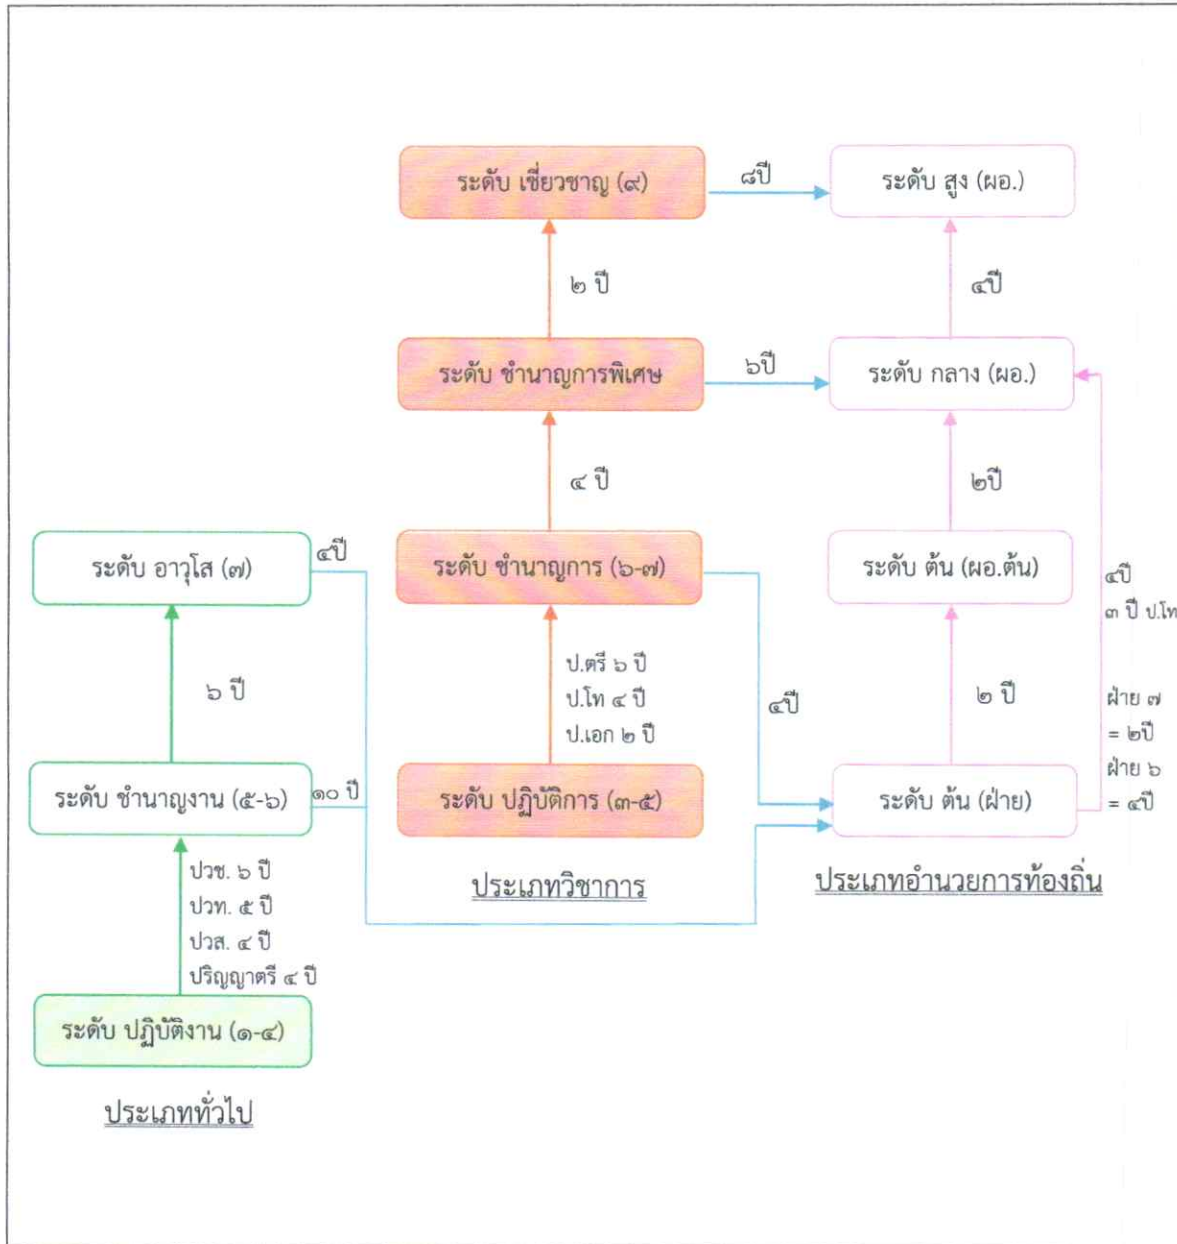 ระดับ เชี่ยวชาญ (๙)
๘ปี
ระดับ สูง (ผอ.)
๒ ปี
๔ปี
ระดับ ชำนาญการพิเศษ
๖ปี
ระดับ กลาง (ผอ.)
๔ ปี
๒ปี
ระดับ อาวุโส (๗)
๔ปี
ระดับ ชำนาญการ (๖-๗)
ระดับ ต้น (ผอ.ต้น)
๔ปี
๓ ปี ป.โท
๖ ปี
ป.ตรี ๖ ปี
ป.โท ๔ ปี
ป.เอก ๒ ปี
๔ปี
๒ ปี
ฝ่าย ๗
= ๒ปี
ฝ่าย ๖
= ๔ปี
ระดับ ชำนาญงาน (๕-๖)
๑๐ ปี
ระดับ ปฏิบัติการ (๓-๕)
ระดับ ต้น (ฝ่าย)
ประเภทวิชาการ
ประเภทอำนวยการท้องถิ่น
ปวช. ๖ ปี
ปวท. ๕ ปี
ปวส. ๔ ปี
ปริญญาตรี ๔ ปี
ระดับ ปฏิบัติงาน (๑-๔)
ประเภททั่วไป